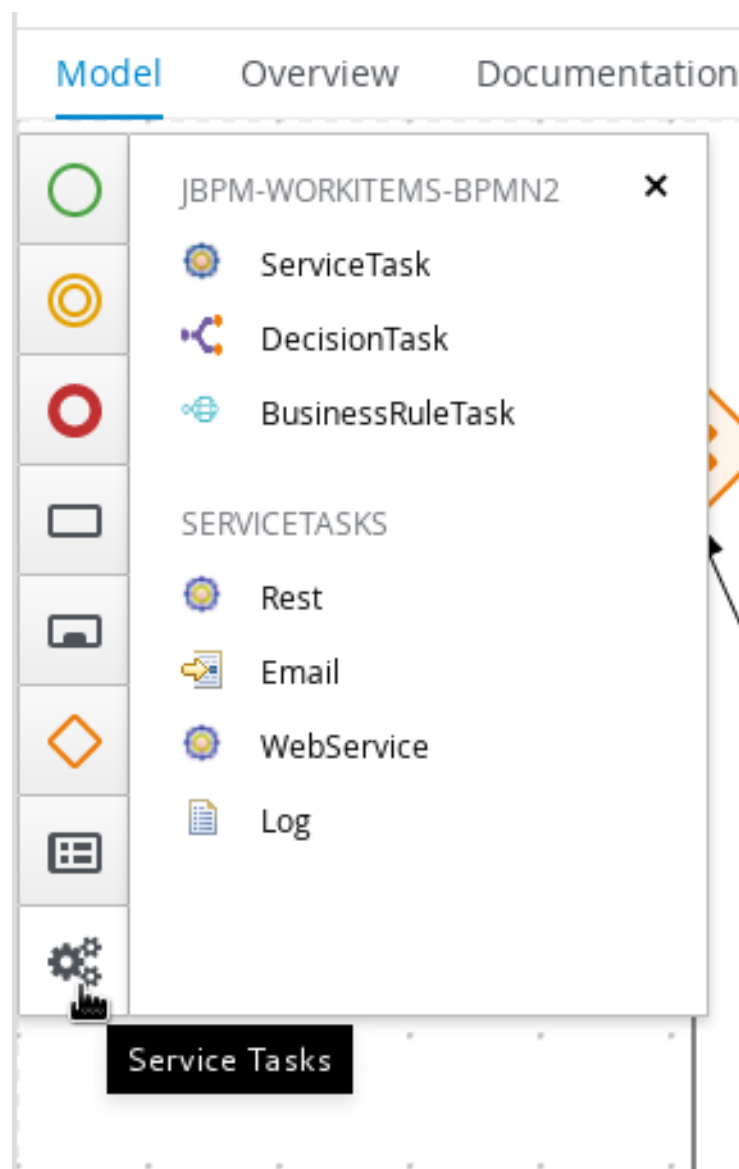 Model Overview Documentation
JBPM-WORKITEMS-BPMN2
ServiceTask
DecisionTask
BusinessRuleTask
SERVICETASKS
Rest
Email
WebService
Log
Service Tasks